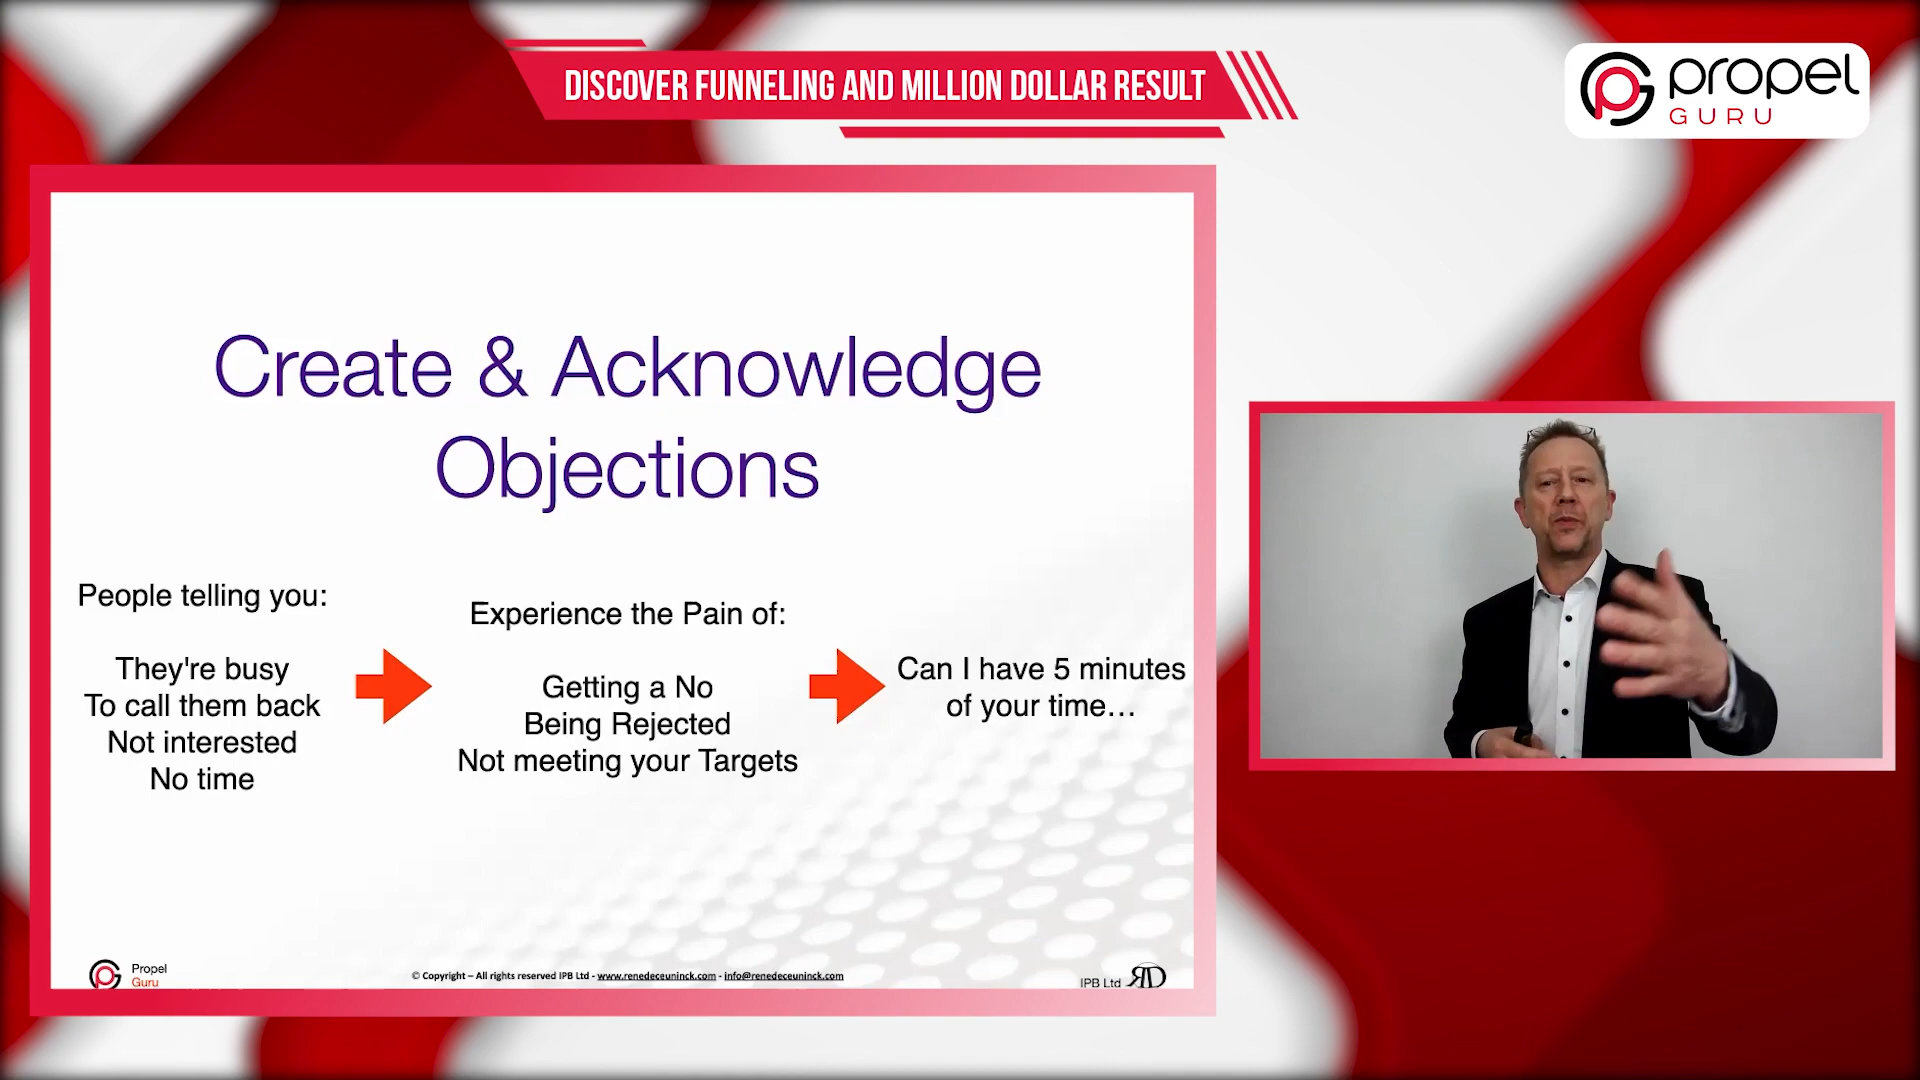 DISCOVER FUNNELING AND MILLION DOLLAR RESULT
propel
GURU
Create & Acknowledge
Objections
People telling you:
They're busy
To call them back
Not interested
No time
Experience the Pain of:
Getting a No
Being Rejected
Not meeting your Targets
Can I have 5 minutes
of your time...
Propel
Guru
© Copyright – All rights reserved IPB Ltd - www.renedeceuninck.com - info@renedeceuninck.com
IPB Ltd